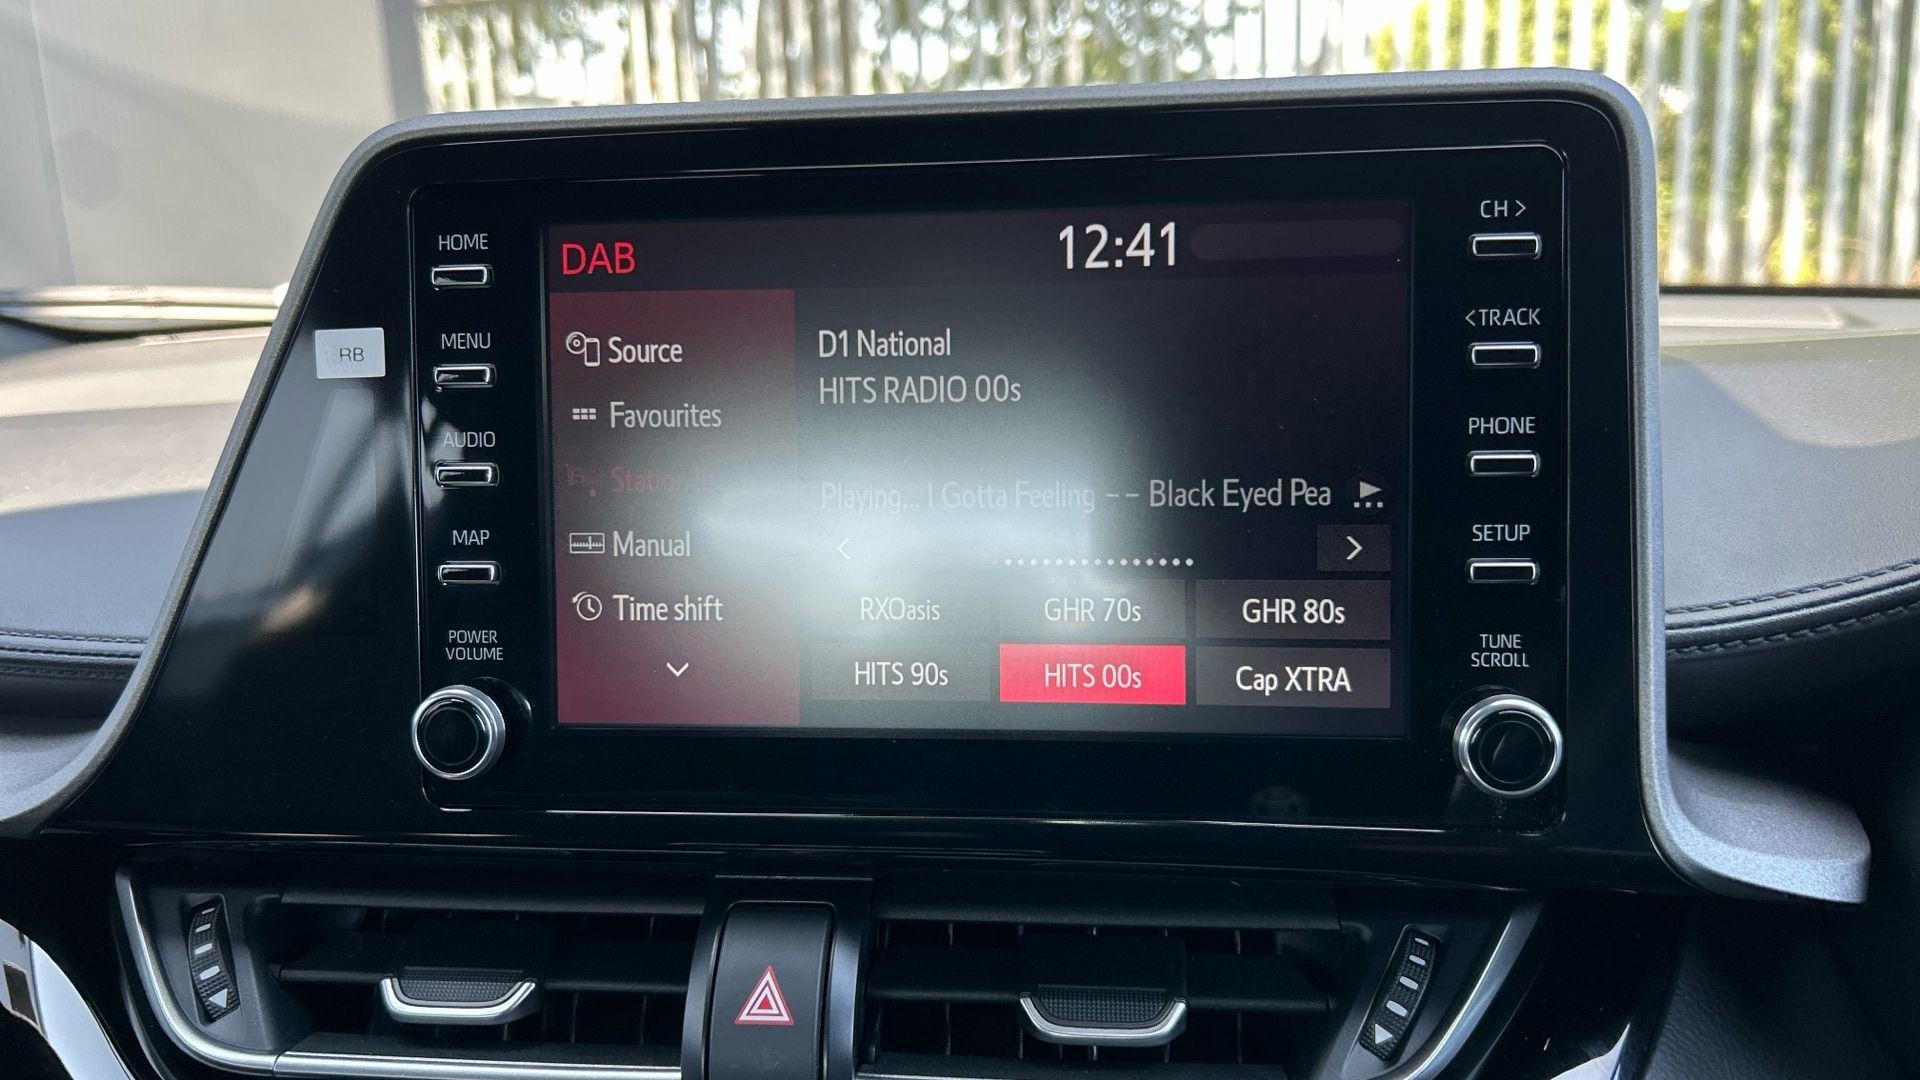 HOME
MENU
AUDIO
MAP
POWER
VOLUME
RB
DAB
12:41
Source
Favourites
Station
Manual
Time shift
D1 National
HITS RADIO 00s
Playing... I Gotta Feeling -- Black Eyed Pea
RXOasis
GHR 70s
GHR 80s
HITS 90s
HITS 00s
Cap XTRA
CH >
< TRACK
PHONE
SETUP
TUNE
SCROLL